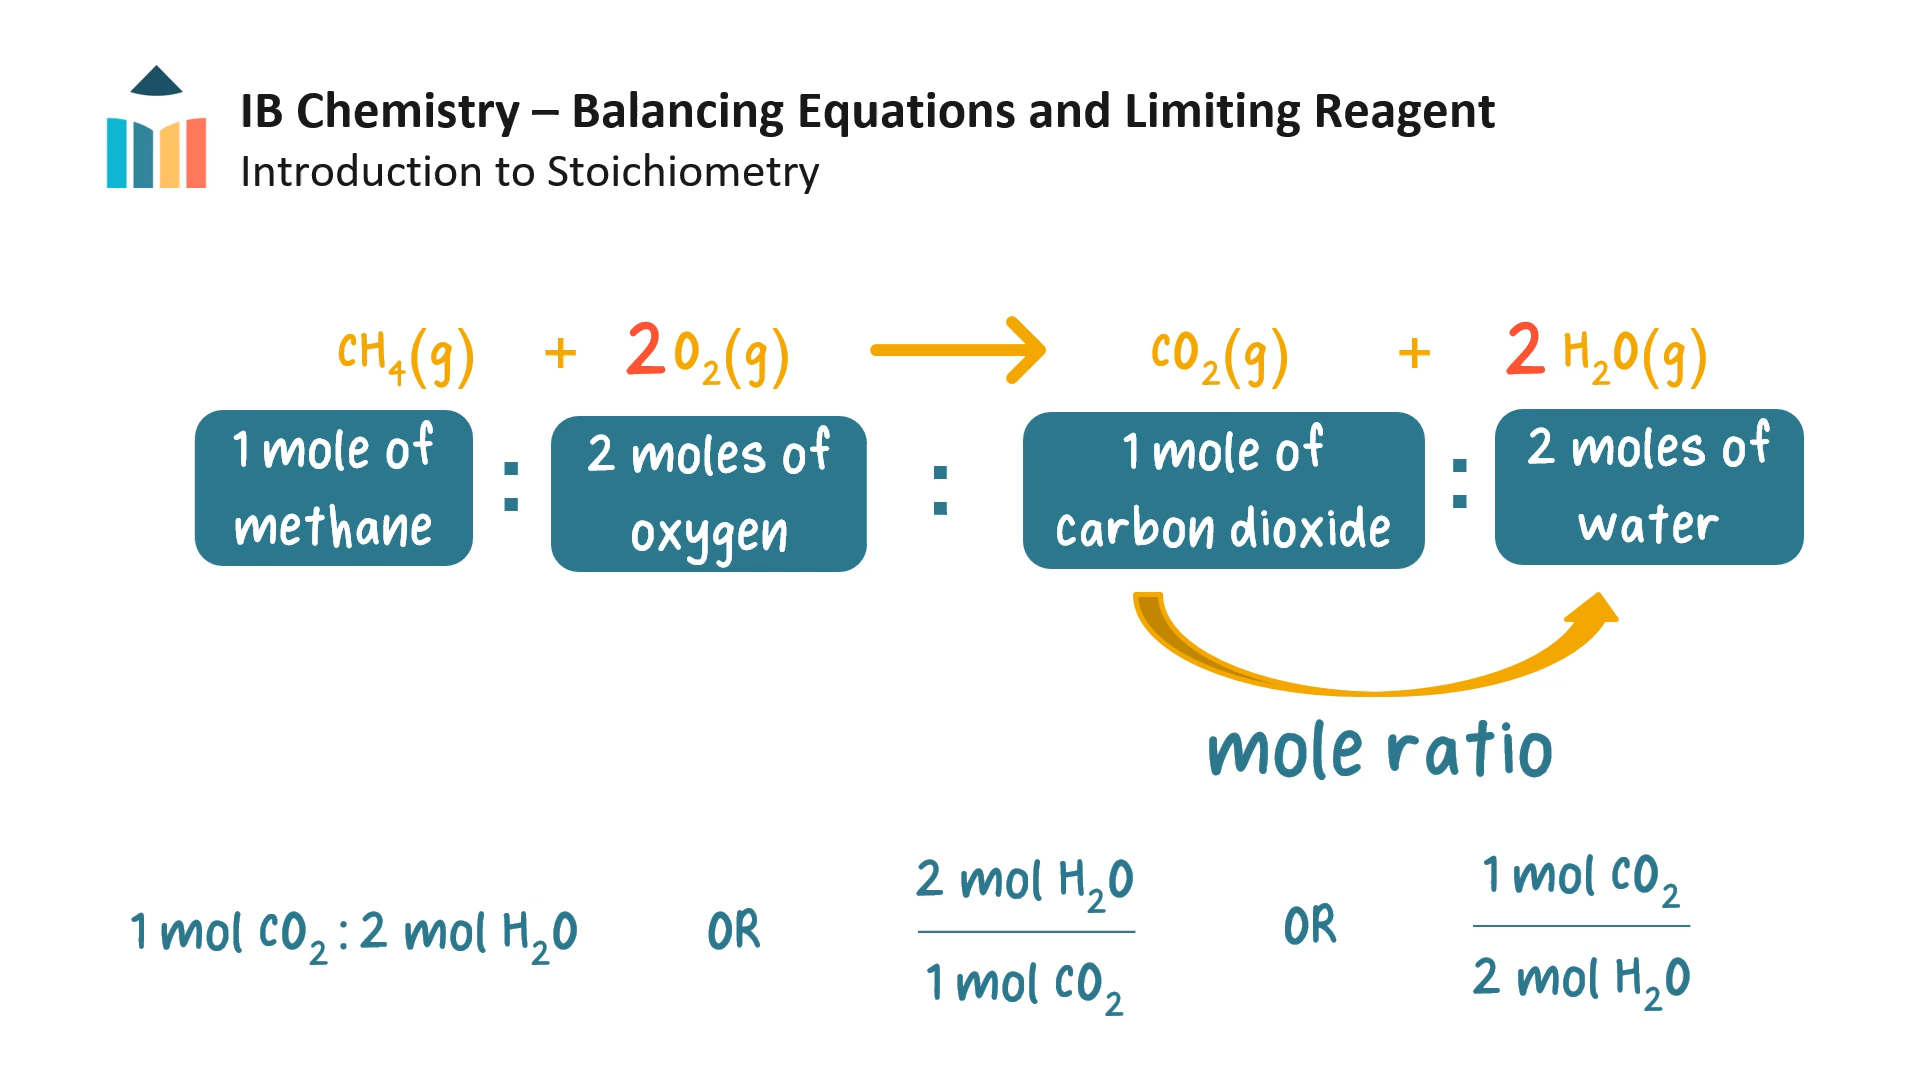 IB Chemistry – Balancing Equations and Limiting Reagent
Introduction to Stoichiometry
CH₄(g) + 2 O₂(g) → CO₂(g) + 2 H₂O(g)
1 mole of
methane
:
2 moles of
oxygen
:
1 mole of
carbon dioxide
:
2 moles of
water
mole ratio
1 mol CO₂ : 2 mol H₂O
OR
2 mol H₂O
1 mol CO₂
OR
1 mol CO₂
2 mol H₂O